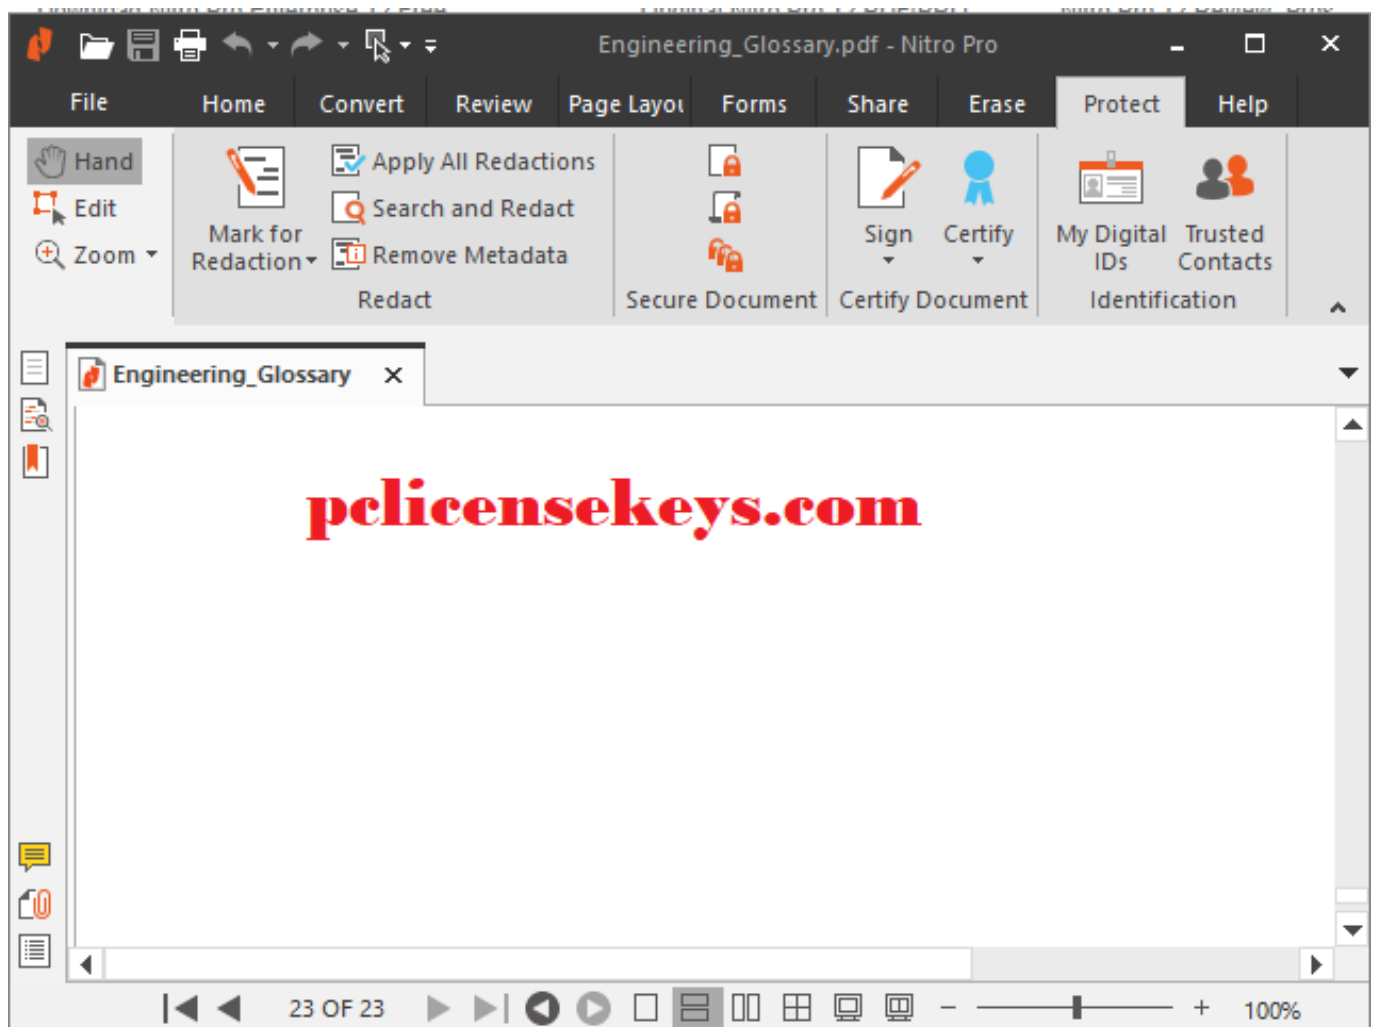 Engineering_Glossary.pdf - Nitro Pro
File Home Convert Review Page Layou Forms Share Erase Protect Help
Hand
Edit
Zoom
Mark for
Redaction
Apply All Redactions
Search and Redact
Remove Metadata
Redact
Secure Document
Sign
Certify
Certify Document
My Digital
IDs
Trusted
Contacts
Identification
Engineering_Glossary
pclicensekeys.com
23 OF 23
100%